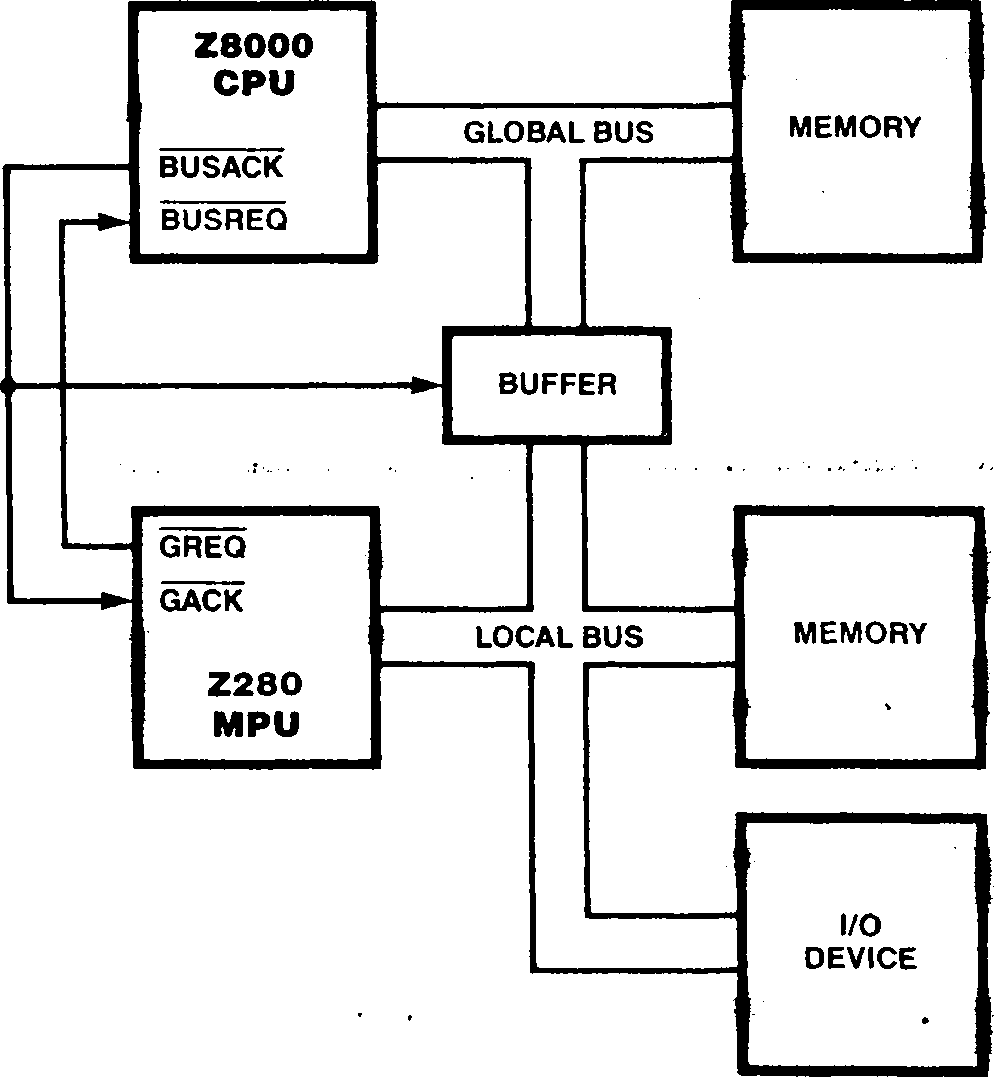 Z8000
CPU
BUSACK
BUSREQ
GLOBAL BUS
MEMORY
BUFFER
GREQ
GACK
Z280
MPU
LOCAL BUS
MEMORY
I/O
DEVICE